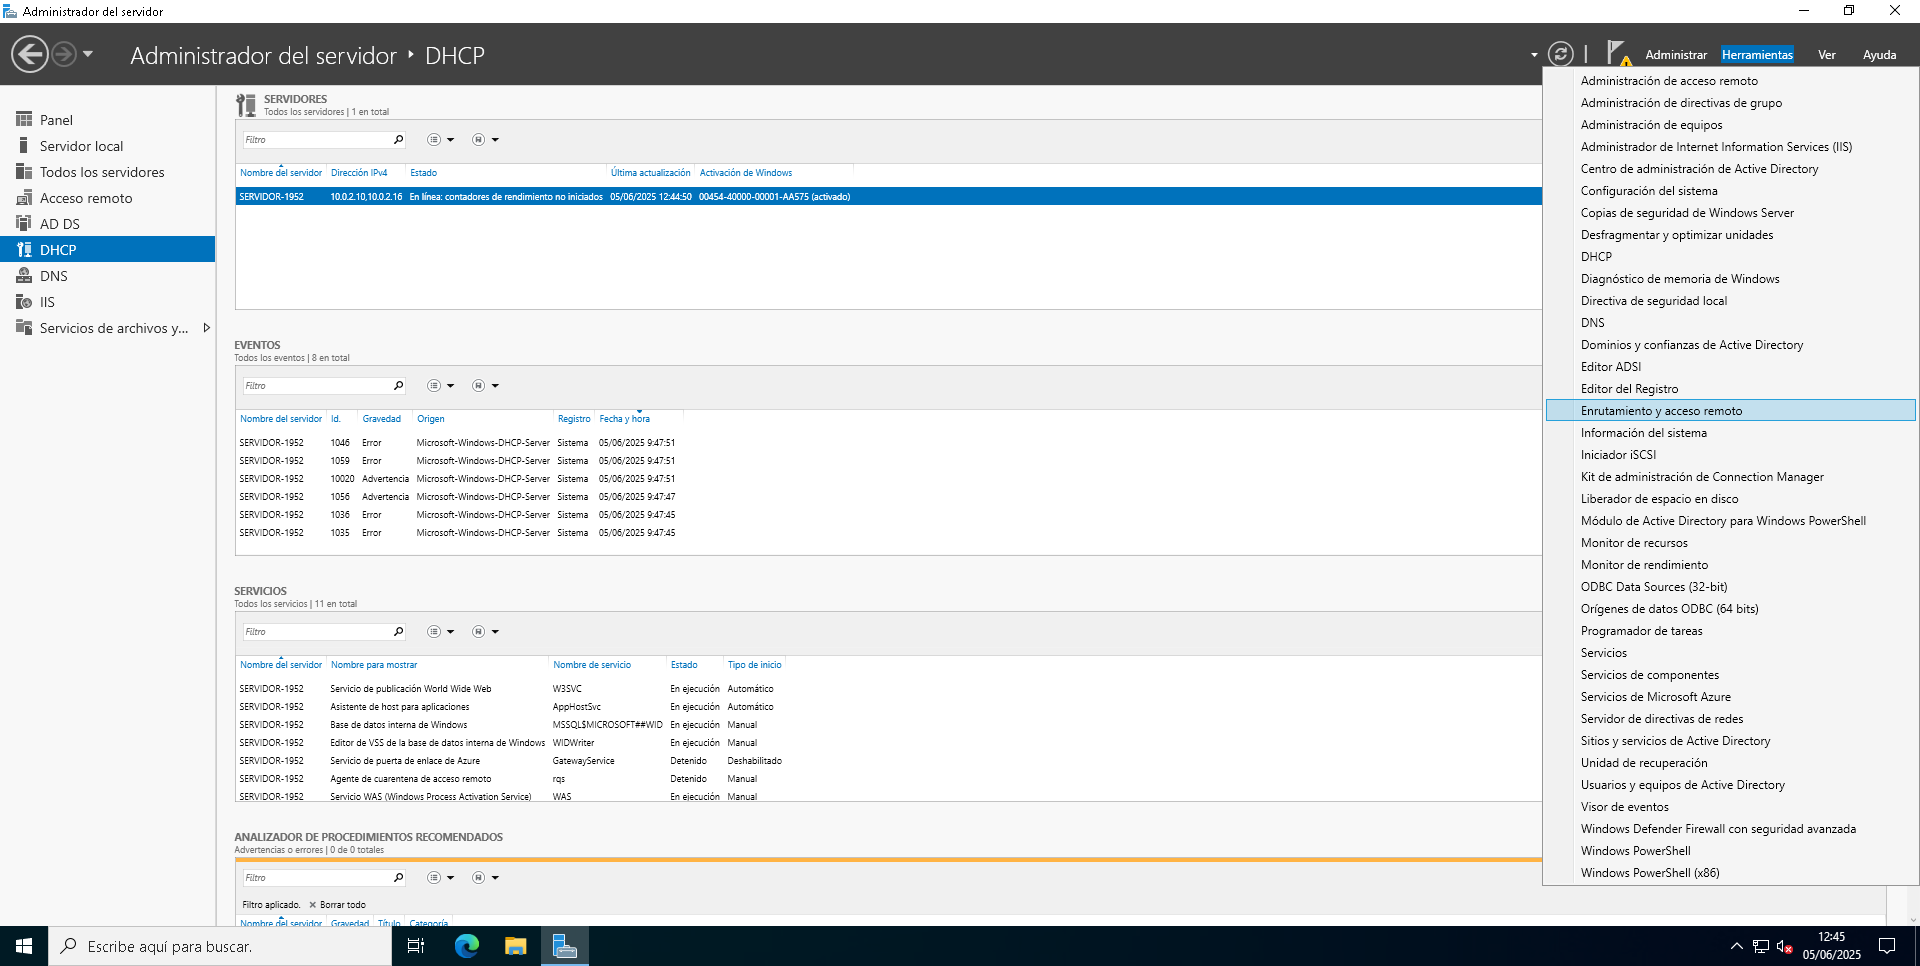 Administrador del servidor
Administrador del servidor ‣ DHCP
Administrar Herramientas Ver Ayuda
Panel
Servidor local
Todos los servidores
Acceso remoto
AD DS
DHCP
DNS
IIS
Servicios de archivos y...
SERVIDORES
Todos los servidores | 1 en total
Filtro
Nombre del servidor Dirección IPv4 Estado Última actualización Activación de Windows
SERVIDOR-1952 10.0.2.10,10.0.2.16 En línea: contadores de rendimiento no iniciados 05/06/2025 12:44:50 00454-40000-00001-AA575 (activado)
EVENTOS
Todos los eventos | 8 en total
Filtro
Nombre del servidor Id. Gravedad Origen Registro Fecha y hora
SERVIDOR-1952 1046 Error Microsoft-Windows-DHCP-Server Sistema 05/06/2025 9:47:51
SERVIDOR-1952 1059 Error Microsoft-Windows-DHCP-Server Sistema 05/06/2025 9:47:51
SERVIDOR-1952 10020 Advertencia Microsoft-Windows-DHCP-Server Sistema 05/06/2025 9:47:51
SERVIDOR-1952 1056 Advertencia Microsoft-Windows-DHCP-Server Sistema 05/06/2025 9:47:47
SERVIDOR-1952 1036 Error Microsoft-Windows-DHCP-Server Sistema 05/06/2025 9:47:45
SERVIDOR-1952 1035 Error Microsoft-Windows-DHCP-Server Sistema 05/06/2025 9:47:45
SERVICIOS
Todos los servicios | 11 en total
Filtro
Nombre del servidor Nombre para mostrar Nombre de servicio Estado Tipo de inicio
SERVIDOR-1952 Servicio de publicación World Wide Web W3SVC En ejecución Automático
SERVIDOR-1952 Asistente de host para aplicaciones AppHostSvc En ejecución Automático
SERVIDOR-1952 Base de datos interna de Windows MSSQL$MICROSOFT##WID En ejecución Manual
SERVIDOR-1952 Editor de VSS de la base de datos interna de Windows WIDWriter En ejecución Manual
SERVIDOR-1952 Servicio de puerta de enlace de Azure GatewayService Detenido Deshabilitado
SERVIDOR-1952 Agente de cuarentena de acceso remoto rqs Detenido Manual
SERVIDOR-1952 Servicio WAS (Windows Process Activation Service) WAS En ejecución Manual
ANALIZADOR DE PROCEDIMIENTOS RECOMENDADOS
Advertencias o errores | 0 de 0 totales
Filtro
Filtro aplicado. × Borrar todo
Nombre del servidor Gravedad Título Categoría
Administración de acceso remoto
Administración de directivas de grupo
Administración de equipos
Administrador de Internet Information Services (IIS)
Centro de administración de Active Directory
Configuración del sistema
Copias de seguridad de Windows Server
Desfragmentar y optimizar unidades
DHCP
Diagnóstico de memoria de Windows
Directiva de seguridad local
DNS
Dominios y confianzas de Active Directory
Editor ADSI
Editor del Registro
Enrutamiento y acceso remoto
Información del sistema
Iniciador iSCSI
Kit de administración de Connection Manager
Liberador de espacio en disco
Módulo de Active Directory para Windows PowerShell
Monitor de recursos
Monitor de rendimiento
ODBC Data Sources (32-bit)
Orígenes de datos ODBC (64 bits)
Programador de tareas
Servicios
Servicios de componentes
Servicios de Microsoft Azure
Servidor de directivas de redes
Sitios y servicios de Active Directory
Unidad de recuperación
Usuarios y equipos de Active Directory
Visor de eventos
Windows Defender Firewall con seguridad avanzada
Windows PowerShell
Windows PowerShell (x86)
Escribe aquí para buscar.
12:45
05/06/2025